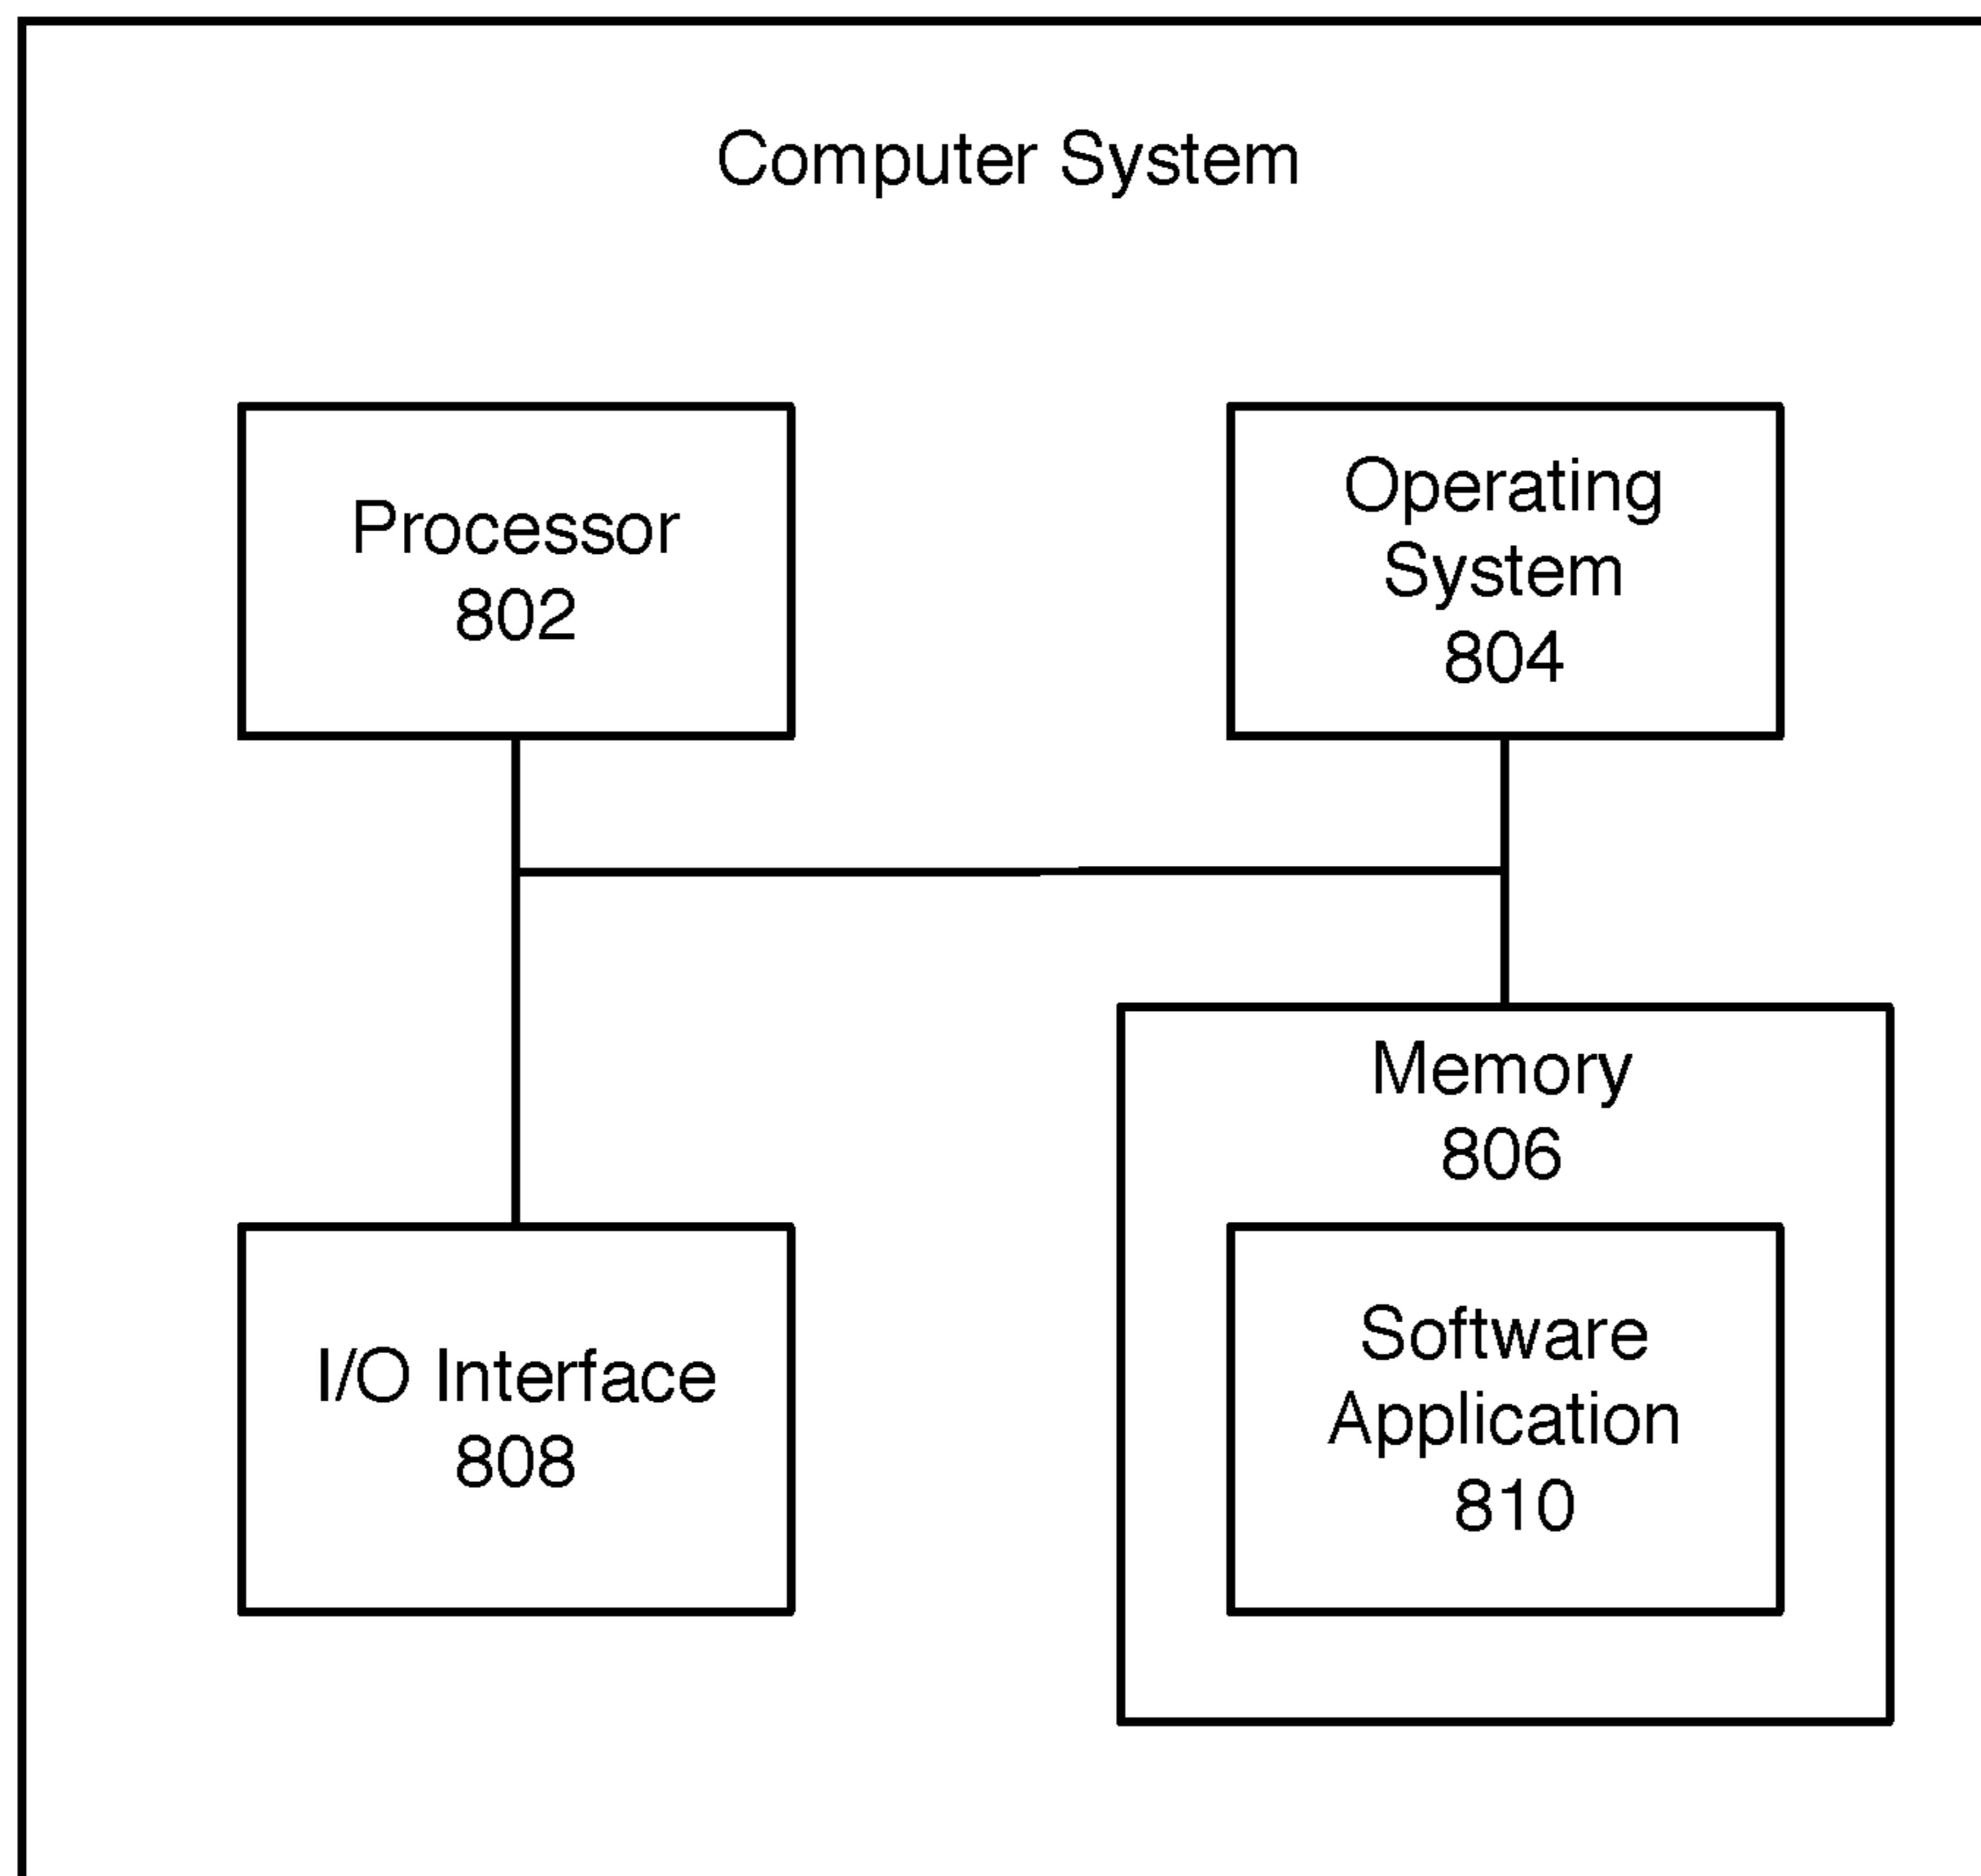 Computer System
Processor
802
Operating
System
804
Memory
806
I/O Interface
808
Software
Application
810